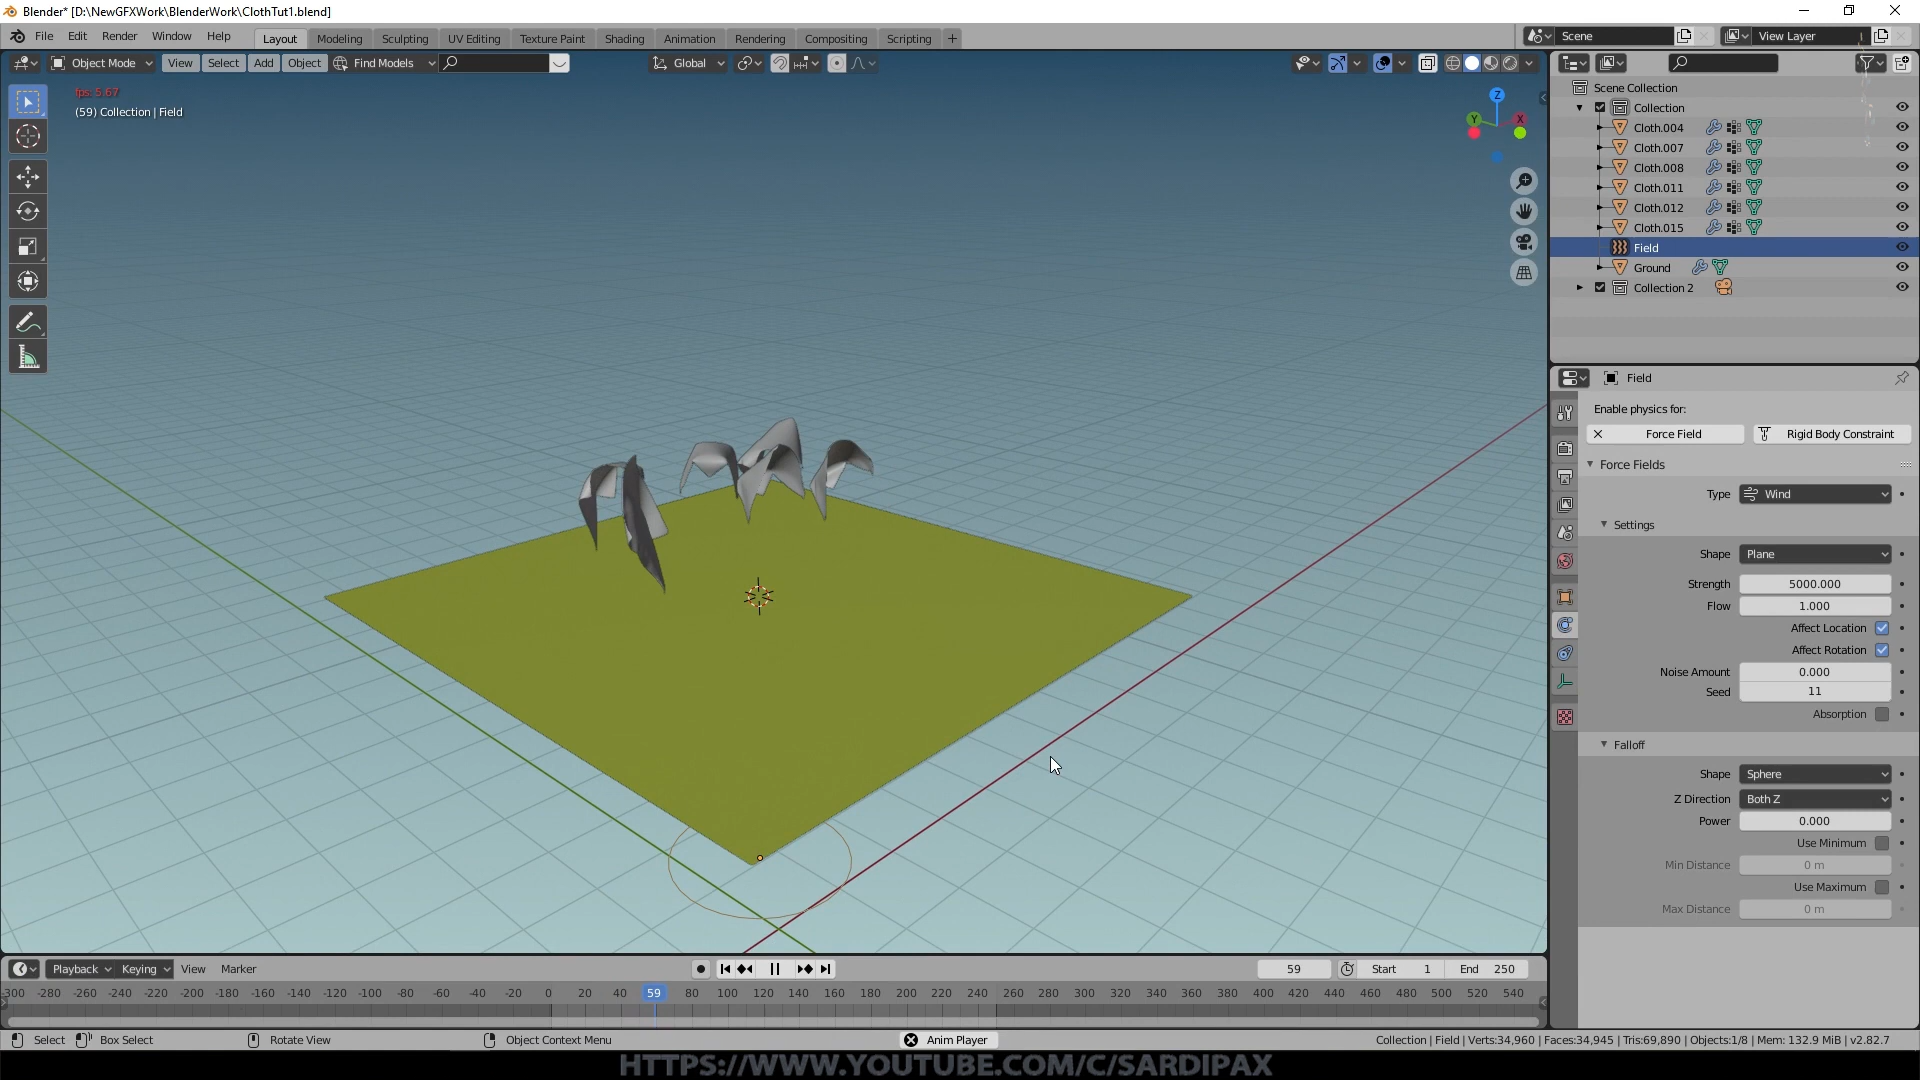 Blender* [D:\NewGFXWork\BlenderWork\ClothTut1.blend]
File Edit Render Window Help Layout Modeling Sculpting UV Editing Texture Paint Shading Animation Rendering Compositing Scripting + Scene View Layer
Object Mode View Select Add Object Find Models Global
fps: 5.67
(59) Collection | Field
Z
Y X
Scene Collection
Collection
Cloth.004
Cloth.007
Cloth.008
Cloth.011
Cloth.012
Cloth.015
Field
Ground
Collection 2
Field
Enable physics for:
Force Field Rigid Body Constraint
Force Fields
Type Wind
Settings
Shape Plane
Strength 5000.000
Flow 1.000
Affect Location
Affect Rotation
Noise Amount 0.000
Seed 11
Absorption
Falloff
Shape Sphere
Z Direction Both Z
Power 0.000
Use Minimum
Min Distance 0 m
Use Maximum
Max Distance 0 m
Playback Keying View Marker 59 Start 1 End 250
-300 -280 -260 -240 -220 -200 -180 -160 -140 -120 -100 -80 -60 -40 -20 0 20 40 59 80 100 120 140 160 180 200 220 240 260 280 300 320 340 360 380 400 420 440 460 480 500 520 540
Select Box Select Rotate View Object Context Menu Anim Player Collection | Field | Verts:34,960 | Faces:34,945 | Tris:69,890 | Objects:1/8 | Mem: 132.9 MiB | v2.82.7
HTTPS://WWW.YOUTUBE.COM/C/SARDIPAX